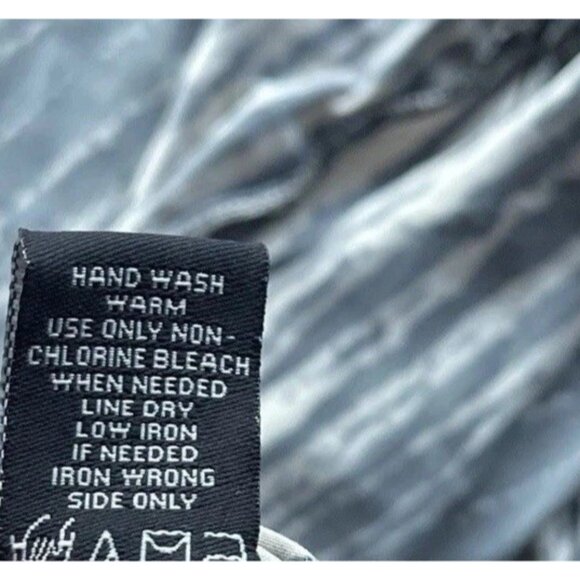 HAND WASH
WARM
USE ONLY NON-
CHLORINE BLEACH
WHEN NEEDED
LINE DRY
LOW IRON
IF NEEDED
IRON WRONG
SIDE ONLY